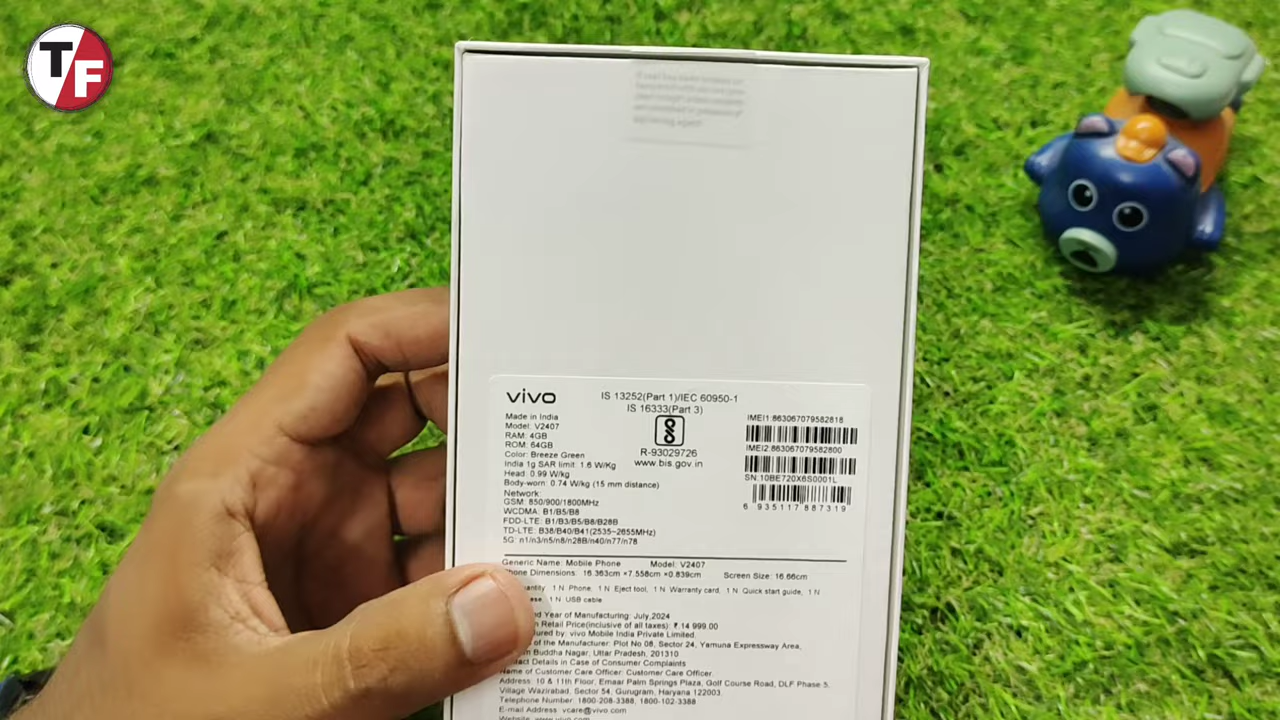 TF
vivo
Made in India
Model: V2407
RAM: 4GB
ROM: 64GB
Color: Breeze Green
India 1g SAR limit: 1.6 W/Kg
Head: 0.99 W/kg
Body-worn: 0.74 W/kg (15 mm distance)
Network:
GSM: 850/900/1800MHz
WCDMA: B1/B5/B8
FDD-LTE: B1/B3/B5/B8/B28B
TD-LTE: B38/B40/B41(2535~2655MHz)
5G: n1/n3/n5/n8/n28B/n40/n77/n78
IS 13252(Part 1)/IEC 60950-1
IS 16333(Part 3)
R-93029726
www.bis.gov.in
IMEI1:863067079582818
IMEI2:863067079582800
SN:10BE720X6S0001L
6 935117 887319
Generic Name: Mobile Phone Model: V2407
Phone Dimensions: 16.363cm ×7.558cm ×0.839cm Screen Size: 16.66cm
1 N Phone, 1 N Eject tool, 1 N Warranty card, 1 N Quick start guide, 1 N
1 N USB cable
Year of Manufacturing: July,2024
Retail Price(inclusive of all taxes): ₹.14 999.00
by: vivo Mobile India Private Limited.
of the Manufacturer: Plot No 08, Sector 24, Yamuna Expressway Area,
Buddha Nagar, Uttar Pradesh, 201310
Contact Details in Case of Consumer Complaints
Name of Customer Care Officer: Customer Care Officer.
Address: 10 & 11th Floor, Emaar Palm Springs Plaza, Golf Course Road, DLF Phase 5,
Village Wazirabad, Sector 54, Gurugram, Haryana 122003.
Telephone Number: 1800-208-3388, 1800-102-3388
E-mail Address: vcare@vivo.com
Website: www.vivo.com